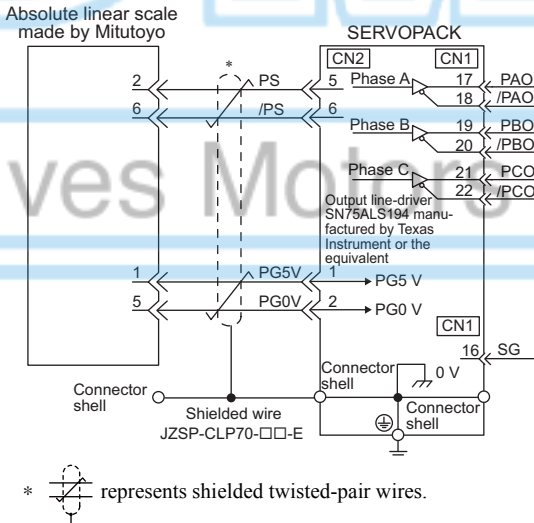 Absolute linear scale
made by Mitutoyo
SERVOPACK
CN2
CN1
*
2
PS
5
Phase A
17
PAO
18
/PAO
6
/PS
6
Phase B
19
PBO
20
/PBO
Phase C
21
PCO
22
/PCO
ves Motors
Output line-driver
SN75ALS194 manu-
factured by Texas
Instrument or the
equivalent
1
PG5V
1
PG5 V
5
PG0V
2
PG0 V
CN1
16
SG
Connector
shell
0 V
Connector
shell
Shielded wire
JZSP-CLP70-□□-E
Connector
shell
* represents shielded twisted-pair wires.